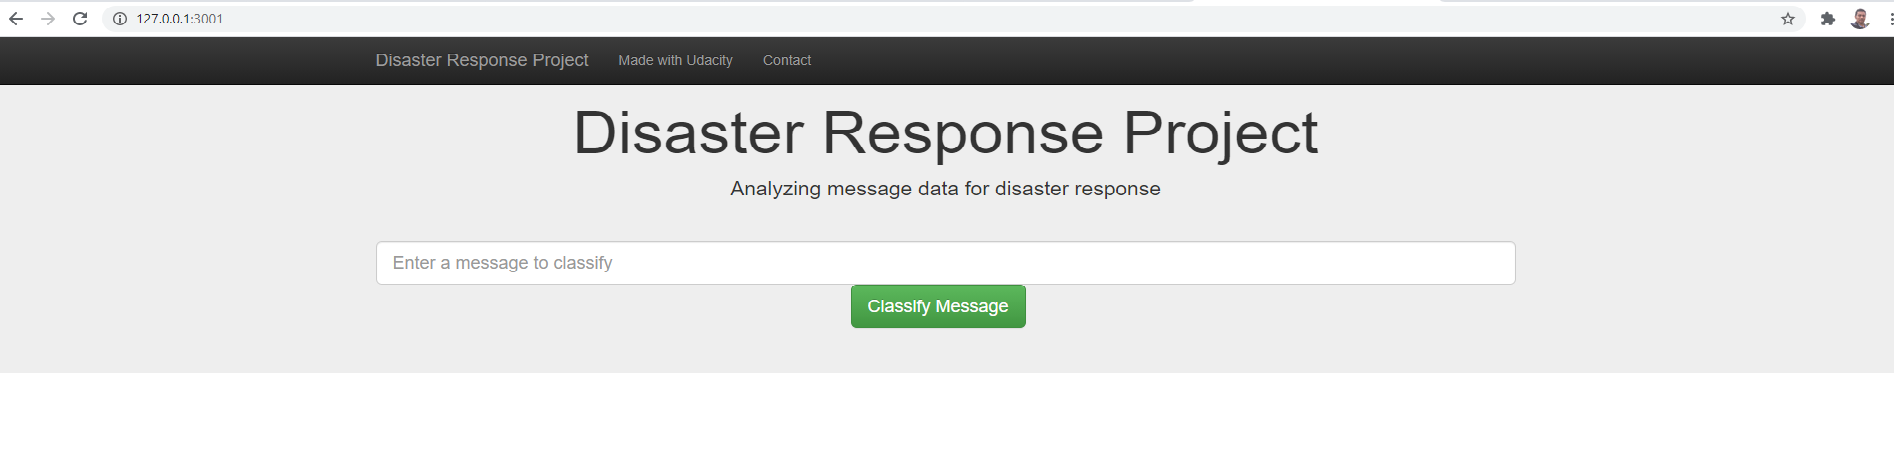 127.0.0.1:3001
Disaster Response Project Made with Udacity Contact
Disaster Response Project
Analyzing message data for disaster response
Enter a message to classify
Classify Message